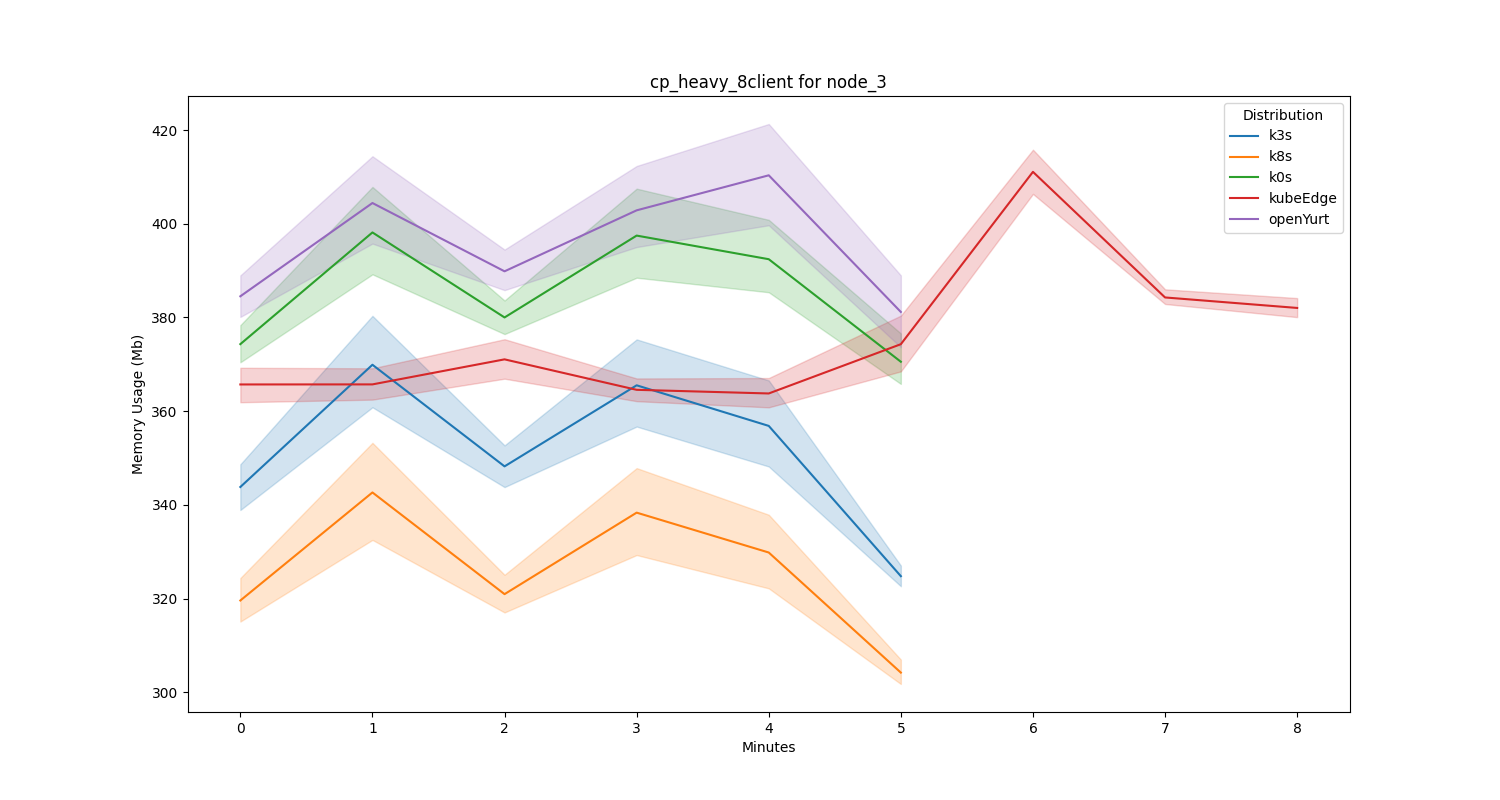 cp_heavy_8client for node_3
Distribution
k3s
k8s
k0s
kubeEdge
openYurt
Memory Usage (Mb)
420
400
380
360
340
320
300
0 1 2 3 4 5 6 7 8
Minutes